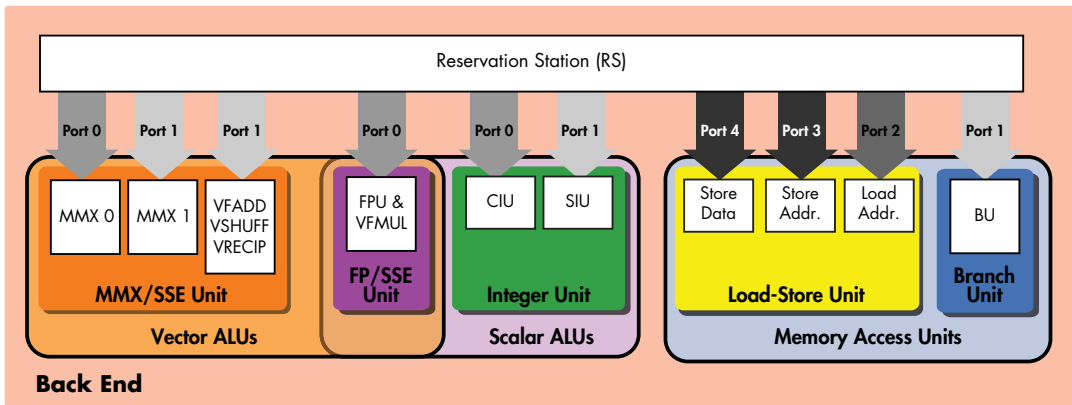 Reservation Station (RS)
Port 0
Port 1
Port 1
Port 0
Port 0
Port 1
Port 4
Port 3
Port 2
Port 1
MMX 0
MMX 1
VFADD
VSHUFF
VRECIP
FPU &
VFMUL
CIU
SIU
Store
Data
Store
Addr.
Load
Addr.
BU
MMX/SSE Unit
FP/SSE
Unit
Integer Unit
Load-Store Unit
Branch
Unit
Vector ALUs
Scalar ALUs
Memory Access Units
Back End